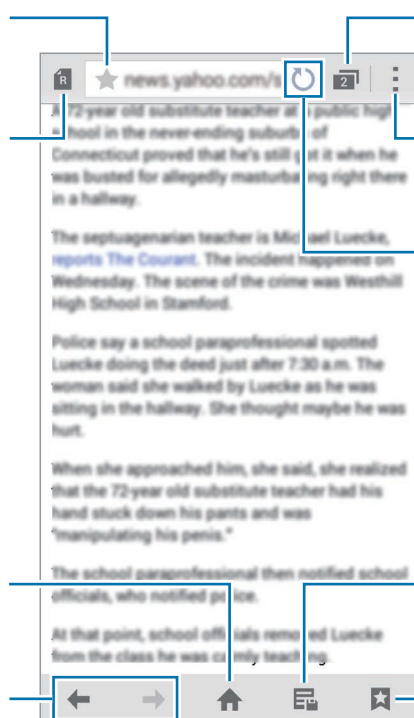 R
news.yahoo.com/s
2
A 72-year old substitute teacher at a public high
school in the never-ending suburbs of
Connecticut proved that he's still got it when he
was busted for allegedly masturbating right there
in a hallway.
The septuagenarian teacher is Michael Luecke,
reports The Courant. The incident happened on
Wednesday. The scene of the crime was Westhill
High School in Stamford.
Police say a school paraprofessional spotted
Luecke doing the deed just after 7:30 a.m. The
woman said she walked by Luecke as he was
sitting in the hallway. She thought maybe he was
hurt.
When she approached him, she said, she realized
that the 72-year old substitute teacher had his
hand stuck down his pants and was
"manipulating his penis."
The school paraprofessional then notified school
officials, who notified police.
At that point, school officials removed Luecke
from the class he was calmly teaching.